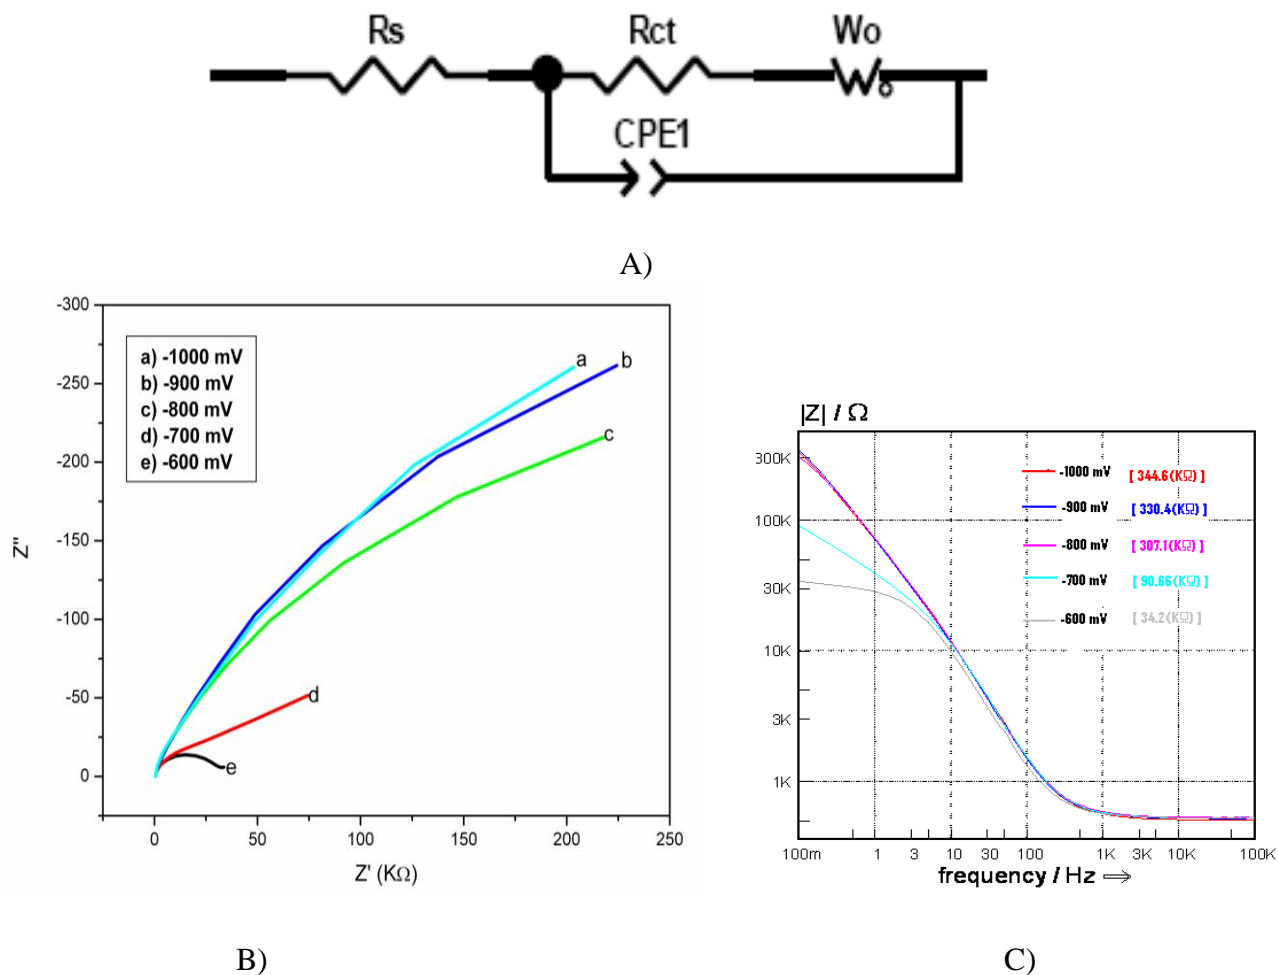 Rs Rct Wo
CPE1
A)
-300
-250
-200
-150
-100
-50
0
Z''
a) -1000 mV
b) -900 mV
c) -800 mV
d) -700 mV
e) -600 mV
a
b
c
d
e
0 50 100 150 200 250
Z' (KΩ)
|Z| / Ω
300K
100K
30K
10K
3K
1K
-1000 mV [ 344.6(KΩ) ]
-900 mV [ 330.4(KΩ) ]
-800 mV [ 307.1(KΩ) ]
-700 mV [ 90.66(KΩ) ]
-600 mV [ 34.2(KΩ) ]
100m 1 3 10 30 100 1K 3K 10K 100K
frequency / Hz ⇒
B) C)